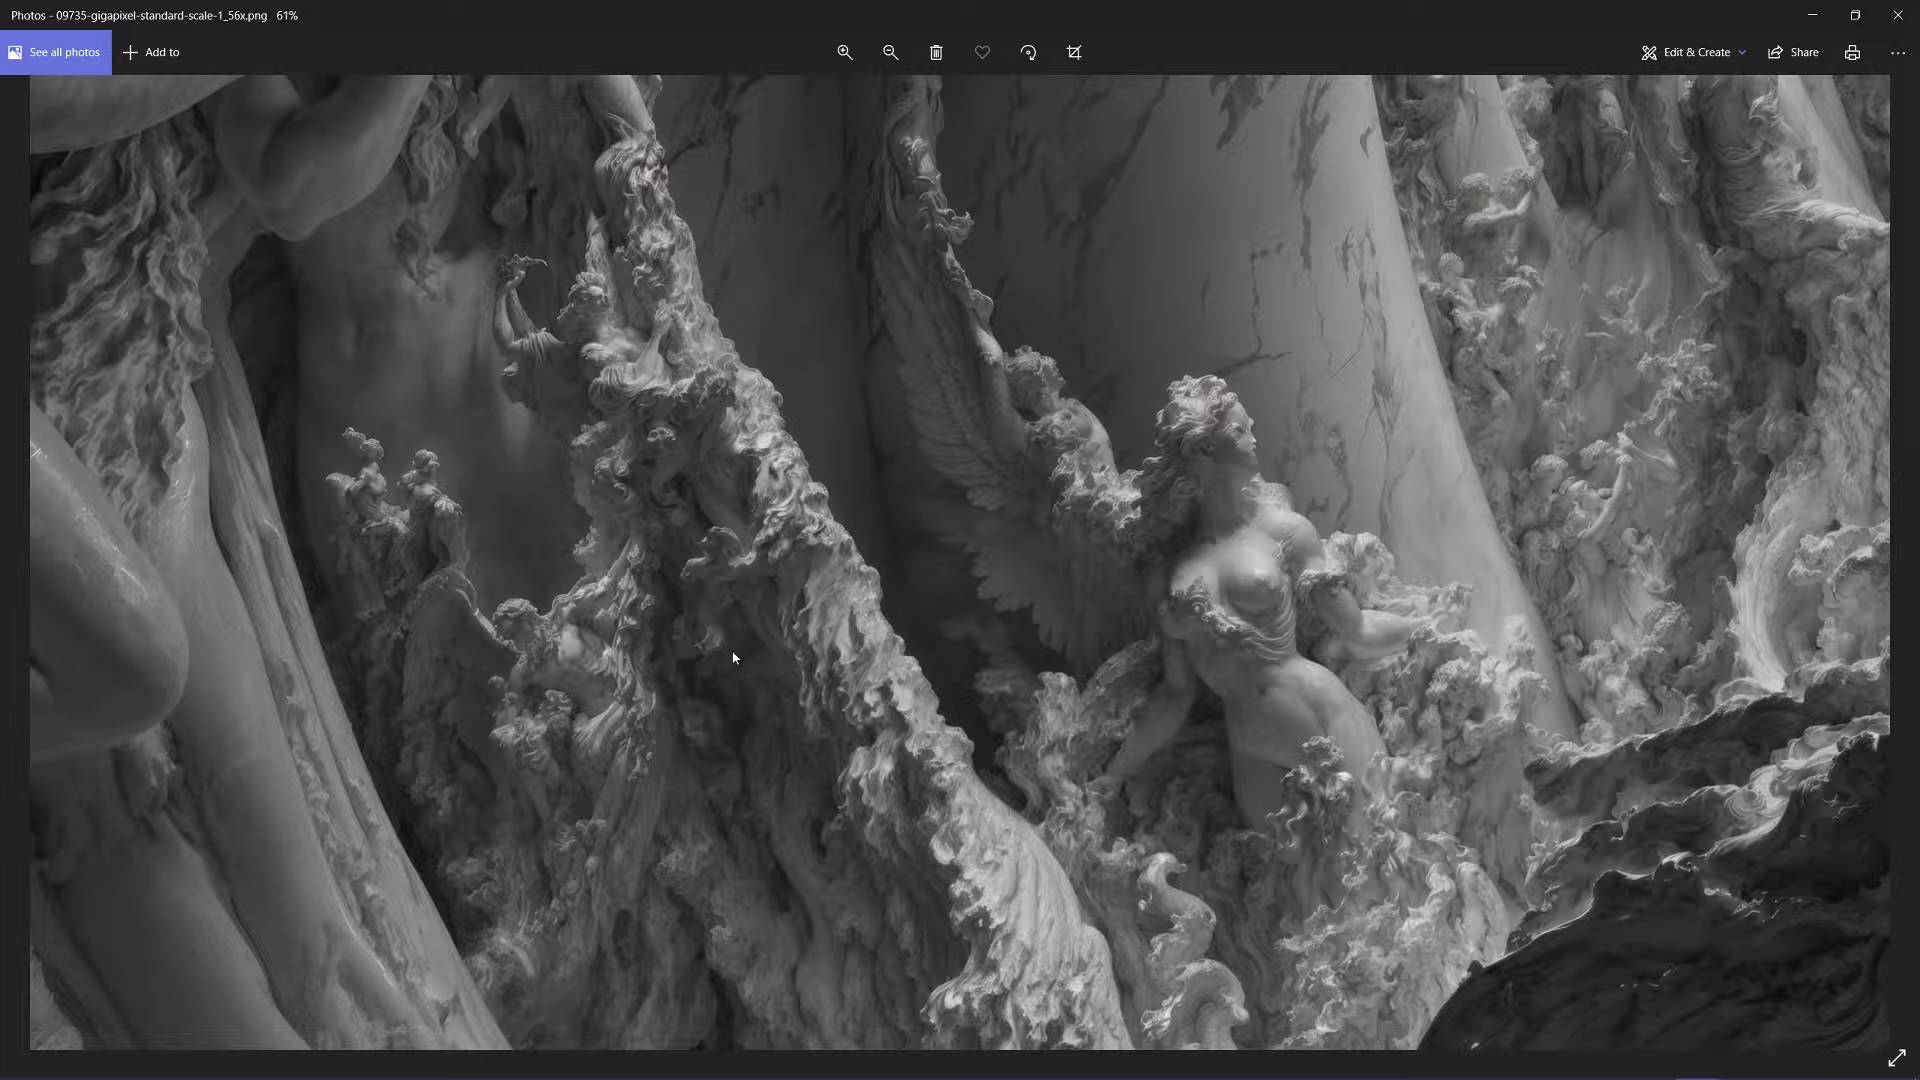 Photos - 09735-gigapixel-standard-scale-1_56x.png 61%
See all photos
Add to
Edit & Create
Share